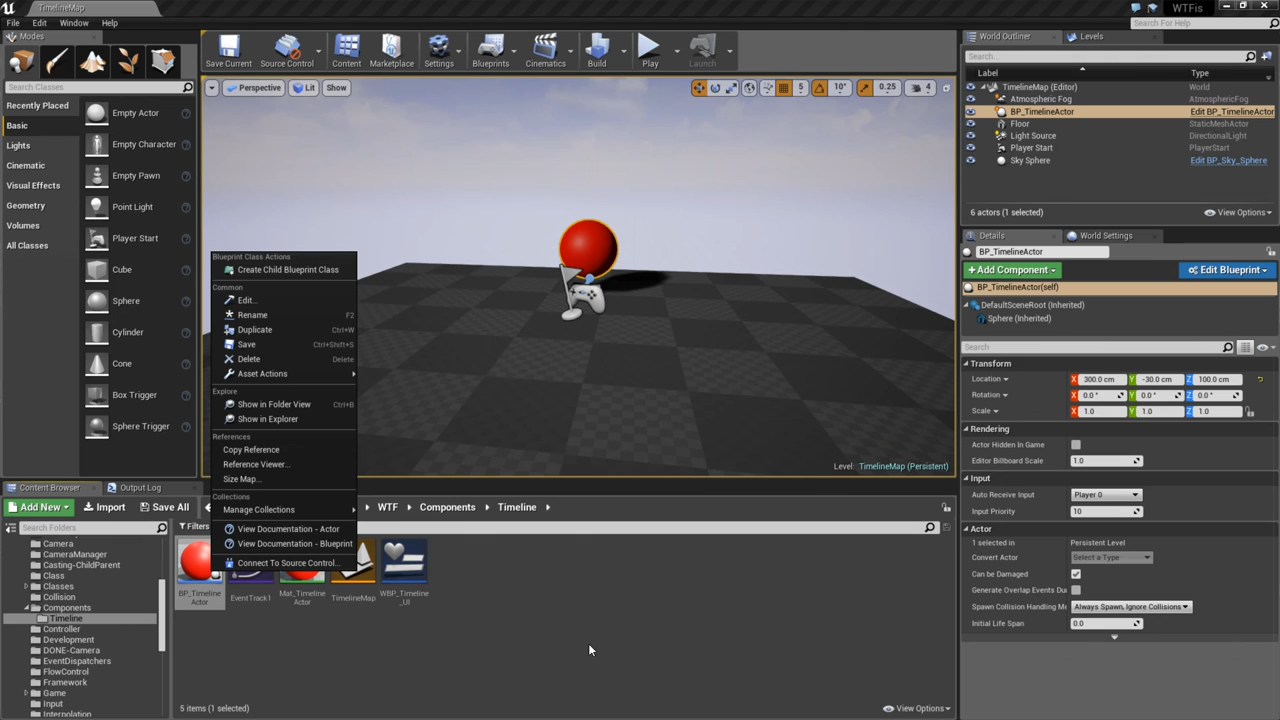 TimelineMap
WTFis
File Edit Window Help
Search For Help
Modes
Search Classes
Recently Placed
Basic
Lights
Cinematic
Visual Effects
Geometry
Volumes
All Classes
Empty Actor
Empty Character
Empty Pawn
Point Light
Player Start
Cube
Sphere
Cylinder
Cone
Box Trigger
Sphere Trigger
Save Current
Source Control
Content
Marketplace
Settings
Blueprints
Cinematics
Build
Play
Launch
Perspective Lit Show
5 10° 0.25 4
Level: TimelineMap (Persistent)
Blueprint Class Actions
Create Child Blueprint Class
Common
Edit...
Rename F2
Duplicate Ctrl+W
Save Ctrl+Shift+S
Delete Delete
Asset Actions
Explore
Show in Folder View Ctrl+B
Show in Explorer
References
Copy Reference
Reference Viewer...
Size Map...
Collections
Manage Collections
View Documentation - Actor
View Documentation - Blueprint
Connect To Source Control...
Content Browser Output Log
Add New Import Save All
WTF Components Timeline
Search Folders
Filters
Camera
CameraManager
Casting-ChildParent
Class
Classes
Collision
Components
Timeline
Controller
Development
DONE-Camera
EventDispatchers
FlowControl
Framework
Game
Input
Interpolation
BP_Timeline
Actor
EventTrack1
Mat_Timeline
Actor
TimelineMap
WBP_Timeline
_UI
5 items (1 selected)
View Options
World Outliner Levels
Search...
Label Type
TimelineMap (Editor) World
Atmospheric Fog AtmosphericFog
BP_TimelineActor Edit BP_TimelineActor
Floor StaticMeshActor
Light Source DirectionalLight
Player Start PlayerStart
Sky Sphere Edit BP_Sky_Sphere
6 actors (1 selected)
View Options
Details World Settings
BP_TimelineActor
Add Component Edit Blueprint
BP_TimelineActor(self)
DefaultSceneRoot (Inherited)
Sphere (Inherited)
Search
Transform
Location X 300.0 cm Y -30.0 cm Z 100.0 cm
Rotation X 0.0 ° Y 0.0 ° Z 0.0 °
Scale X 1.0 Y 1.0 Z 1.0
Rendering
Actor Hidden In Game
Editor Billboard Scale 1.0
Input
Auto Receive Input Player 0
Input Priority 10
Actor
1 selected in Persistent Level
Convert Actor Select a Type
Can be Damaged
Generate Overlap Events Du
Spawn Collision Handling Me Always Spawn, Ignore Collisions
Initial Life Span 0.0